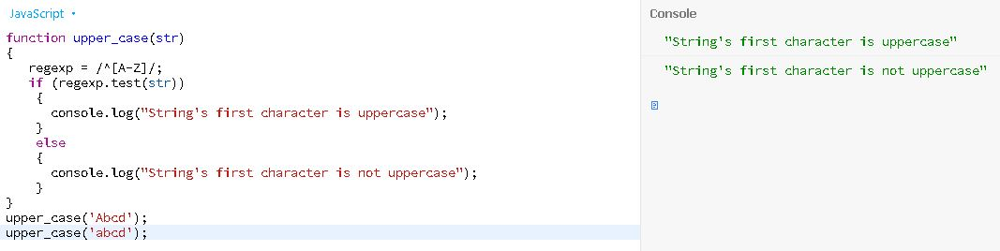 JavaScript
function upper_case(str)
{
regexp = /^[A-Z]/;
if (regexp.test(str))
{
console.log("String's first character is uppercase");
}
else
{
console.log("String's first character is not uppercase");
}
}
upper_case('Abcd');
upper_case('abcd');
Console
"String's first character is uppercase"
"String's first character is not uppercase"